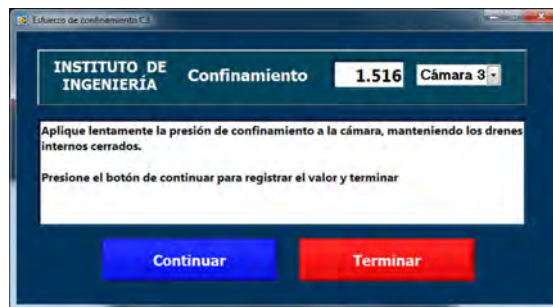 Esfuerzo de confinamiento C3
INSTITUTO DE
INGENIERÍA
Confinamiento
1.516
Cámara 3
Aplique lentamente la presión de confinamiento a la cámara, manteniendo los drenes
internos cerrados.
Presione el botón de continuar para registrar el valor y terminar
Continuar
Terminar